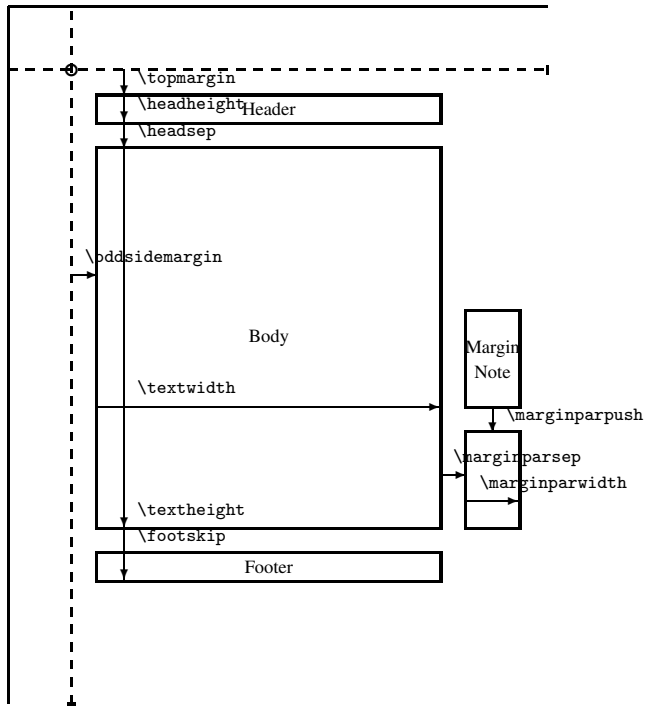 \topmargin
\headheight
Header
\headsep
\oddsidemargin
Body
Margin
Note
\textwidth
\marginparpush
\marginparsep
\marginparwidth
\textheight
\footskip
Footer